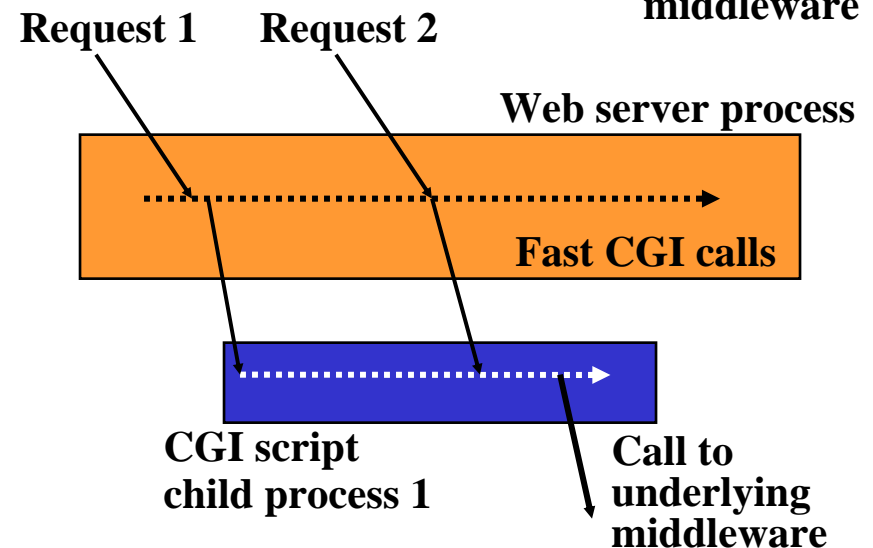 middleware
Request 1
Request 2
Web server process
Fast CGI calls
CGI script
child process 1
Call to
underlying
middleware